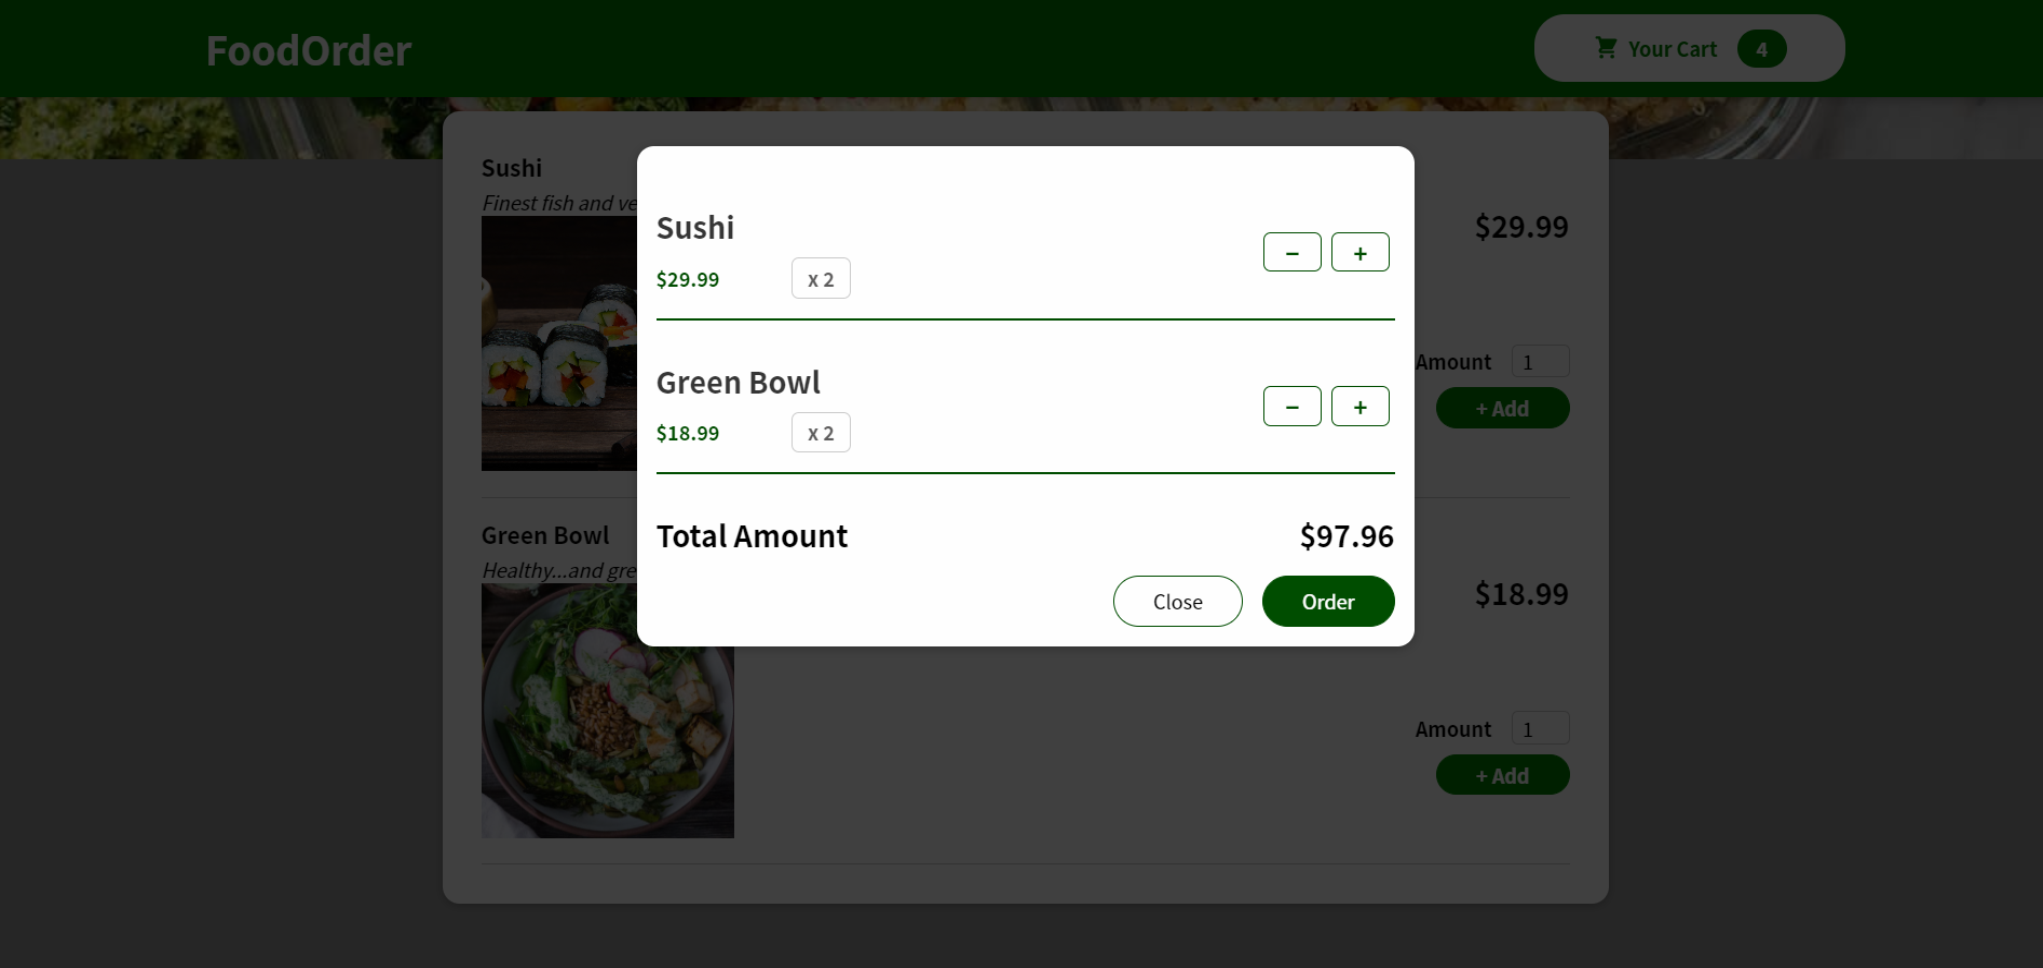 FoodOrder
Your Cart 4
Sushi
Finest fish and ve
$29.99
Amount 1
+ Add
Green Bowl
Healthy...and gre
$18.99
Amount 1
+ Add
Sushi
$29.99 x 2
− +
Green Bowl
$18.99 x 2
− +
Total Amount $97.96
Close Order